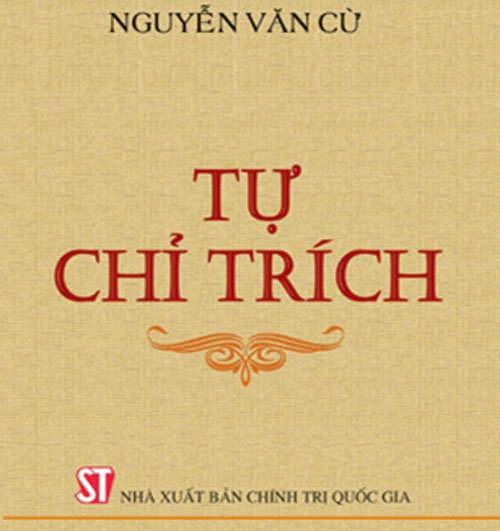 NGUYỄN VĂN CỪ
TỰ
CHỈ TRÍCH
ST NHÀ XUẤT BẢN CHÍNH TRỊ QUỐC GIA